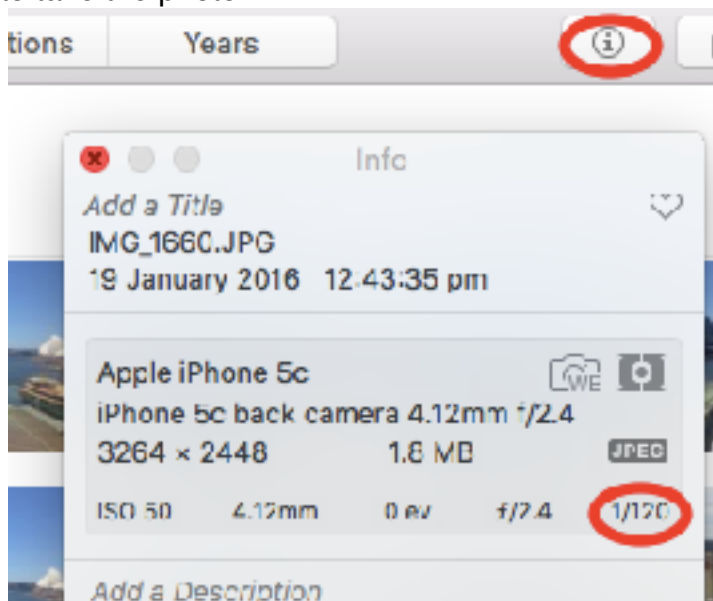 tions Years
Info
Add a Title
IMG_1660.JPG
19 January 2016 12:43:35 pm
Apple iPhone 5c
WE
iPhone 5c back camera 4.12mm f/2.4
3264 × 2448 1.8 MB JPEG
ISO 50 4.12mm 0 ev f/2.4 1/120
Add a Description